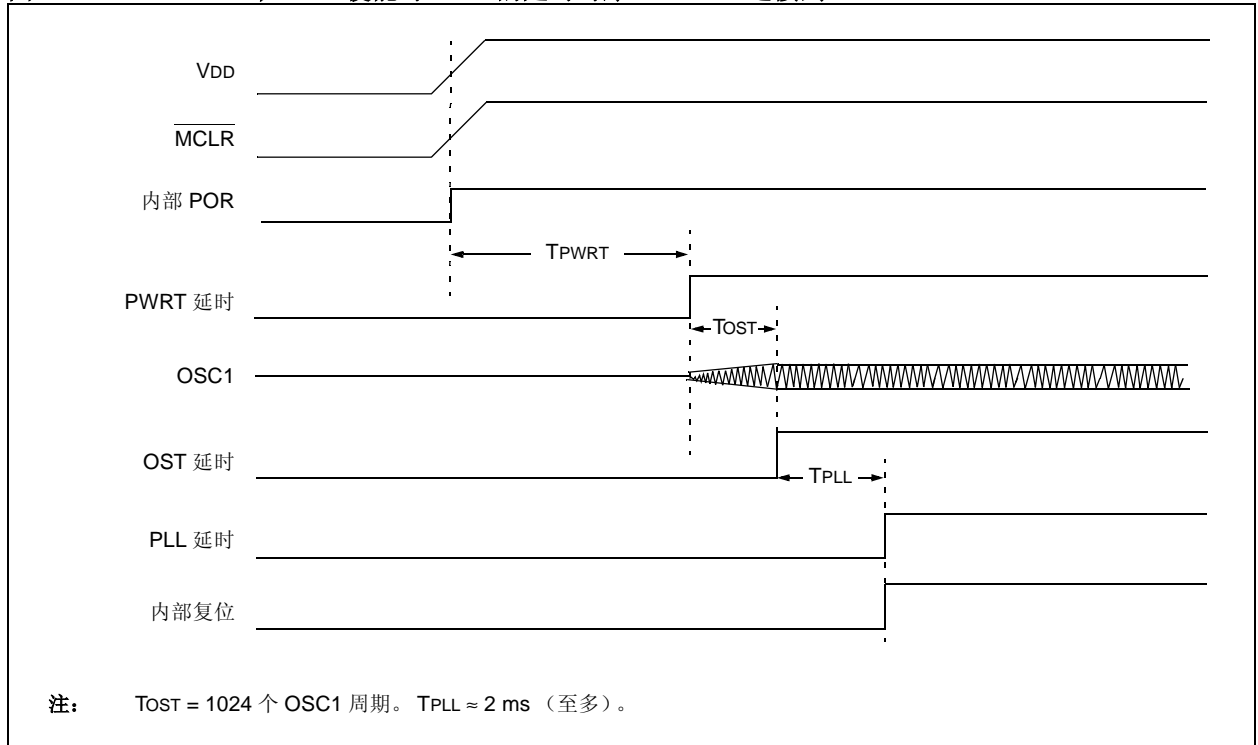 VDD
MCLR
内部 POR
TPWRT
PWRT 延时
TOST
OSC1
OST 延时
TPLL
PLL 延时
内部复位
注： TOST = 1024 个 OSC1 周期。 TPLL ≈ 2 ms （至多）。